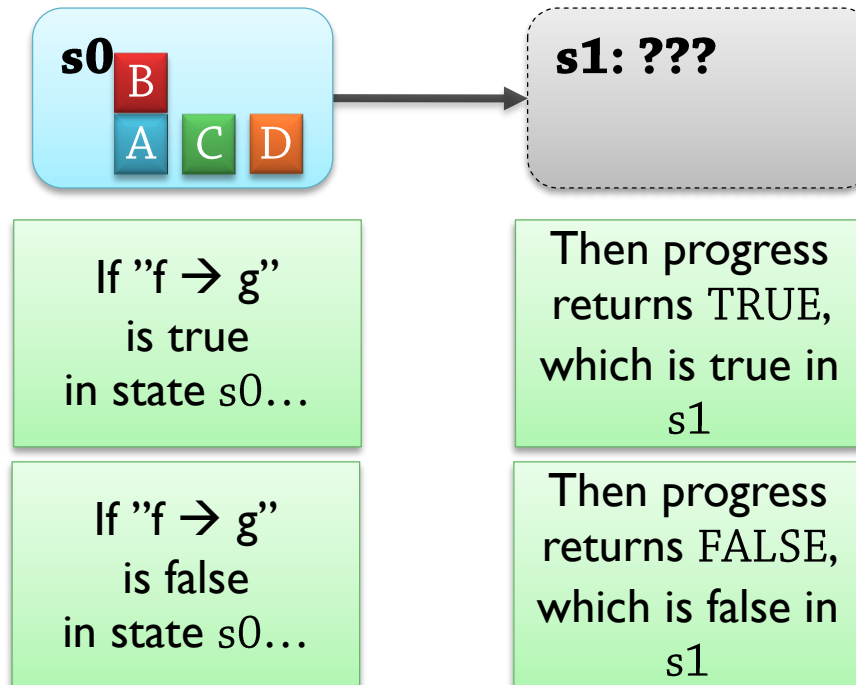 s0
B
A C D
s1: ???
If ”f → g”
is true
in state s0…
Then progress
returns TRUE,
which is true in
s1
If ”f → g”
is false
in state s0…
Then progress
returns FALSE,
which is false in
s1